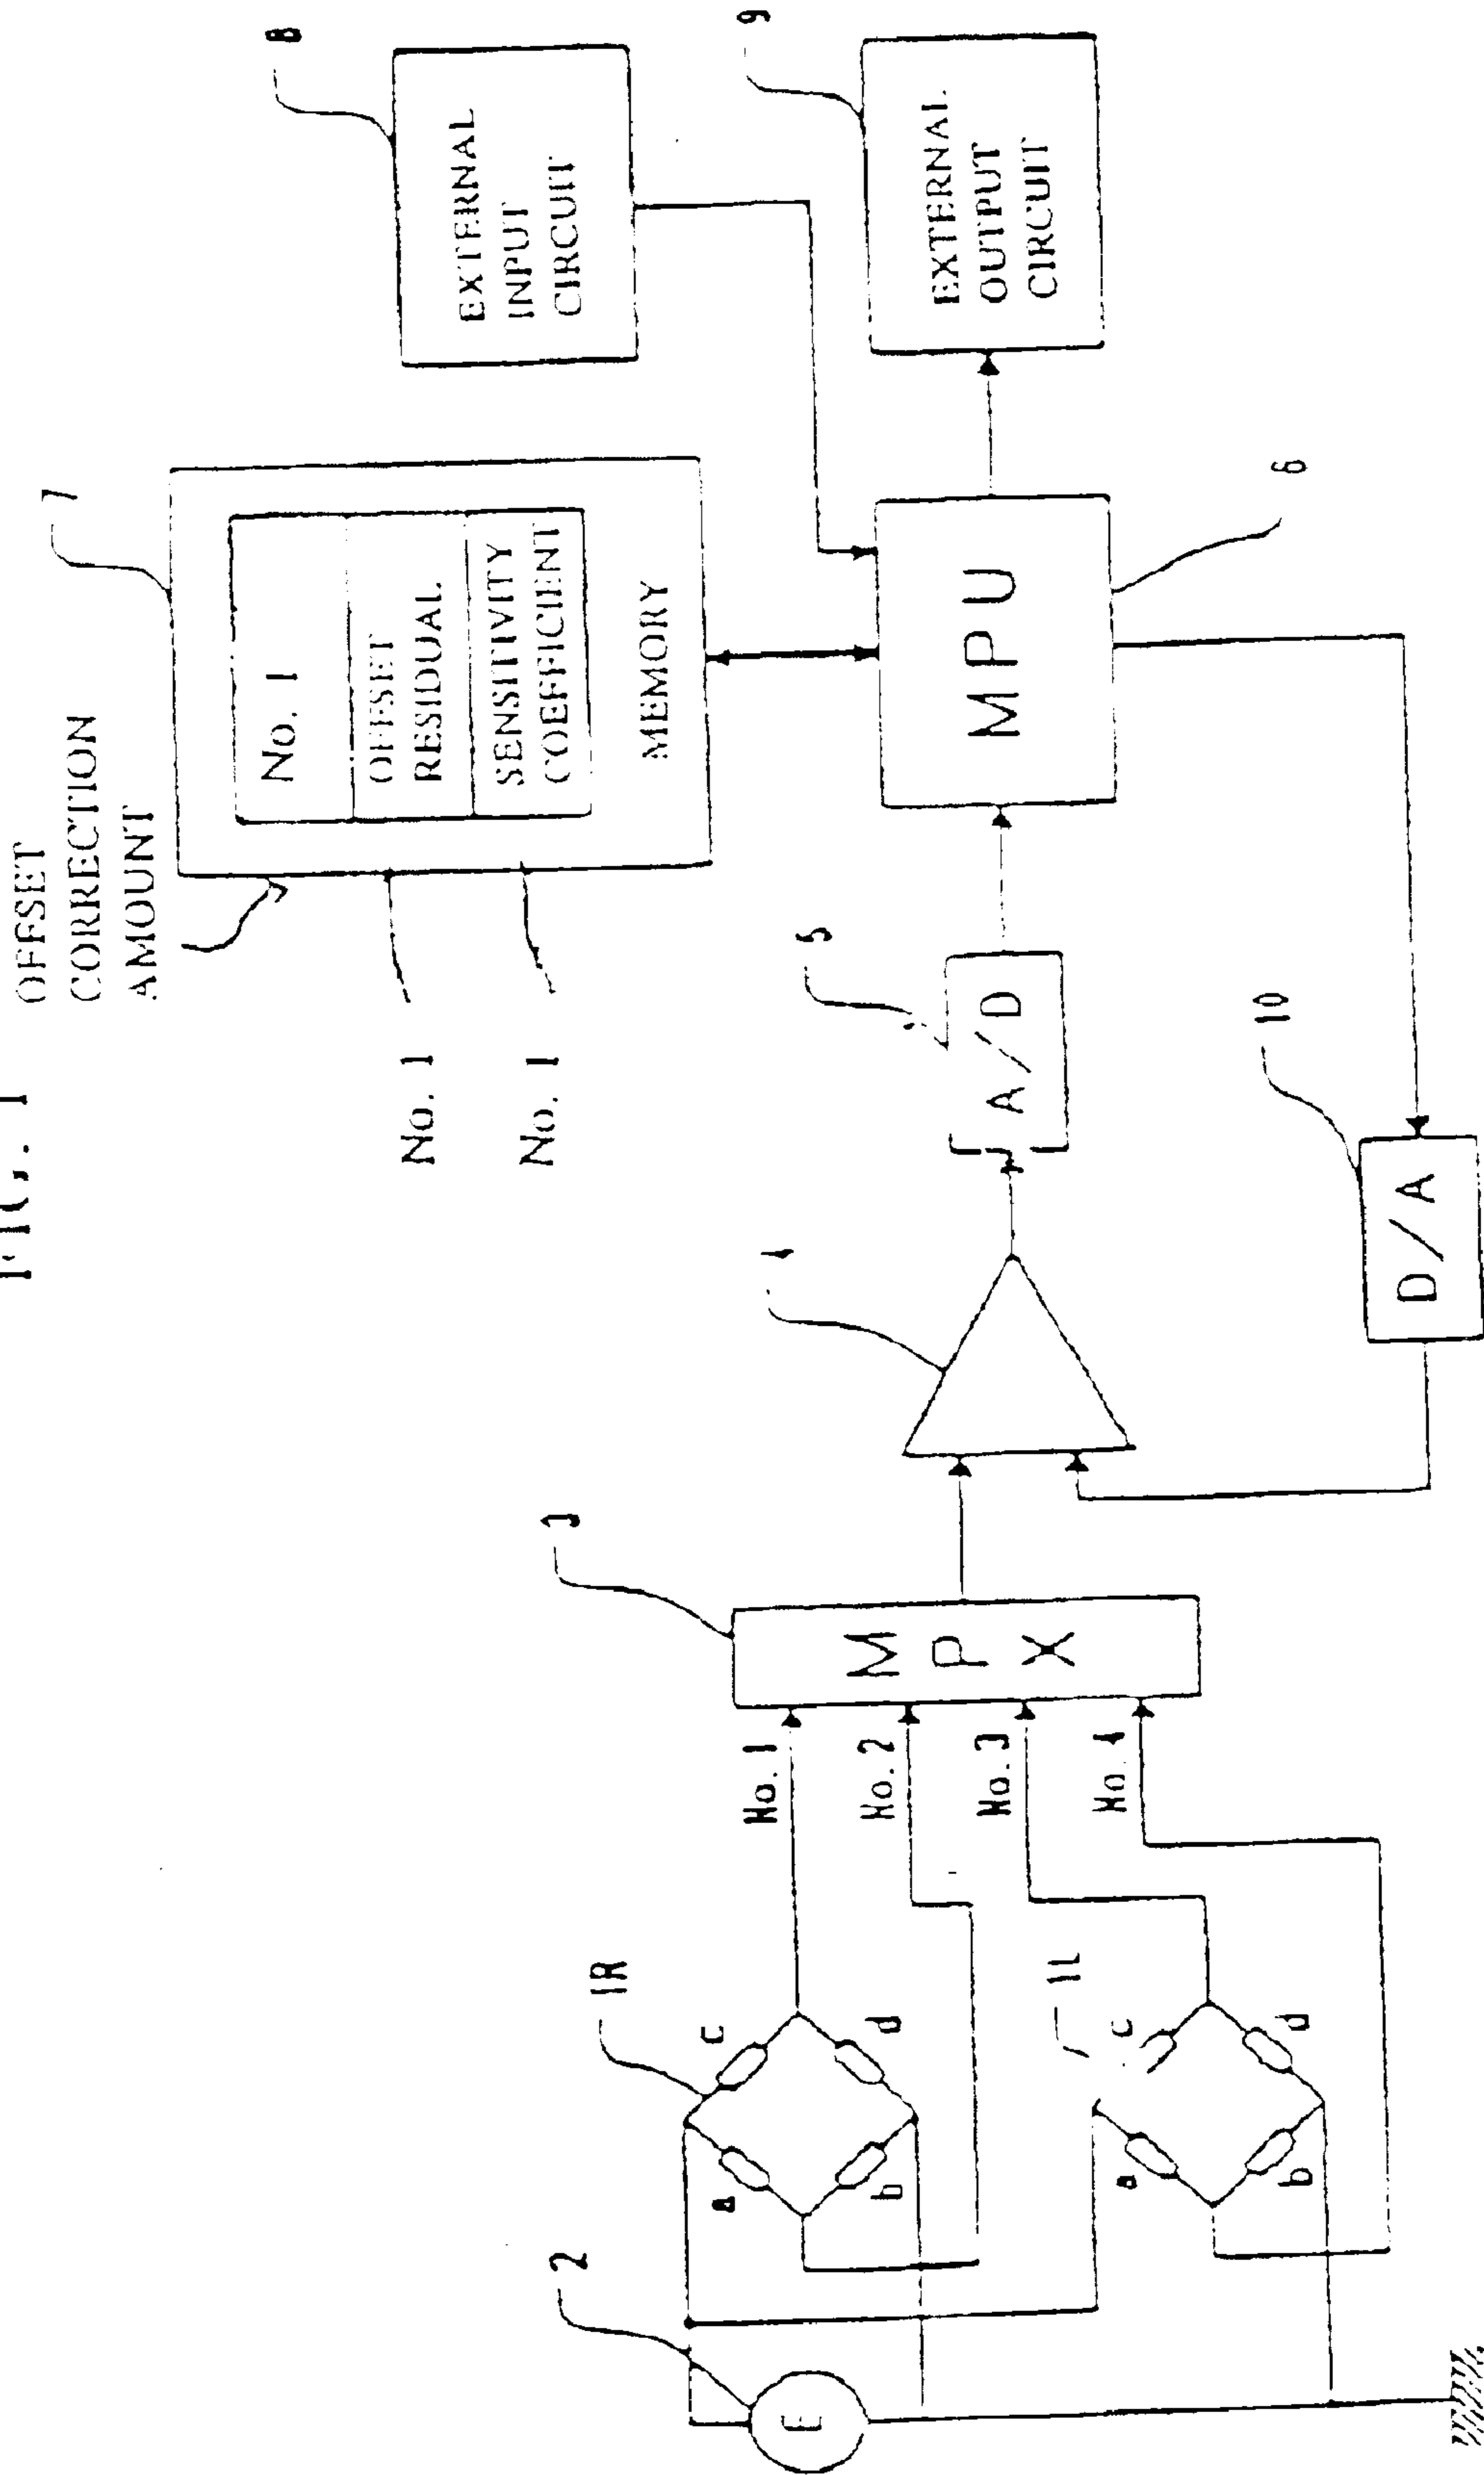 FIG. 1
OFFSET
CORRECTION
AMOUNT
7
No. 1
No. 1
No. 1
OFFSET
RESIDUAL
SENSITIVITY
COEFFICIENT
MEMORY
8
EXTERNAL
INPUT
CIRCUIT
9
EXTERNAL
OUTPUT
CIRCUIT
MPU
6
5
A/D
4
10
D/A
3
MPX
No. 1
No. 2
No. 3
No. 4
1R
a
b
c
d
1L
a
b
c
d
2
E